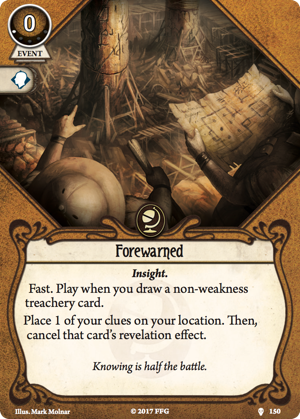 0
EVENT
Forewarned
Insight.
Fast. Play when you draw a non-weakness
treachery card.
Place 1 of your clues on your location. Then,
cancel that card's revelation effect.
Knowing is half the battle.
Illus. Mark Molnar
© 2017 FFG
150